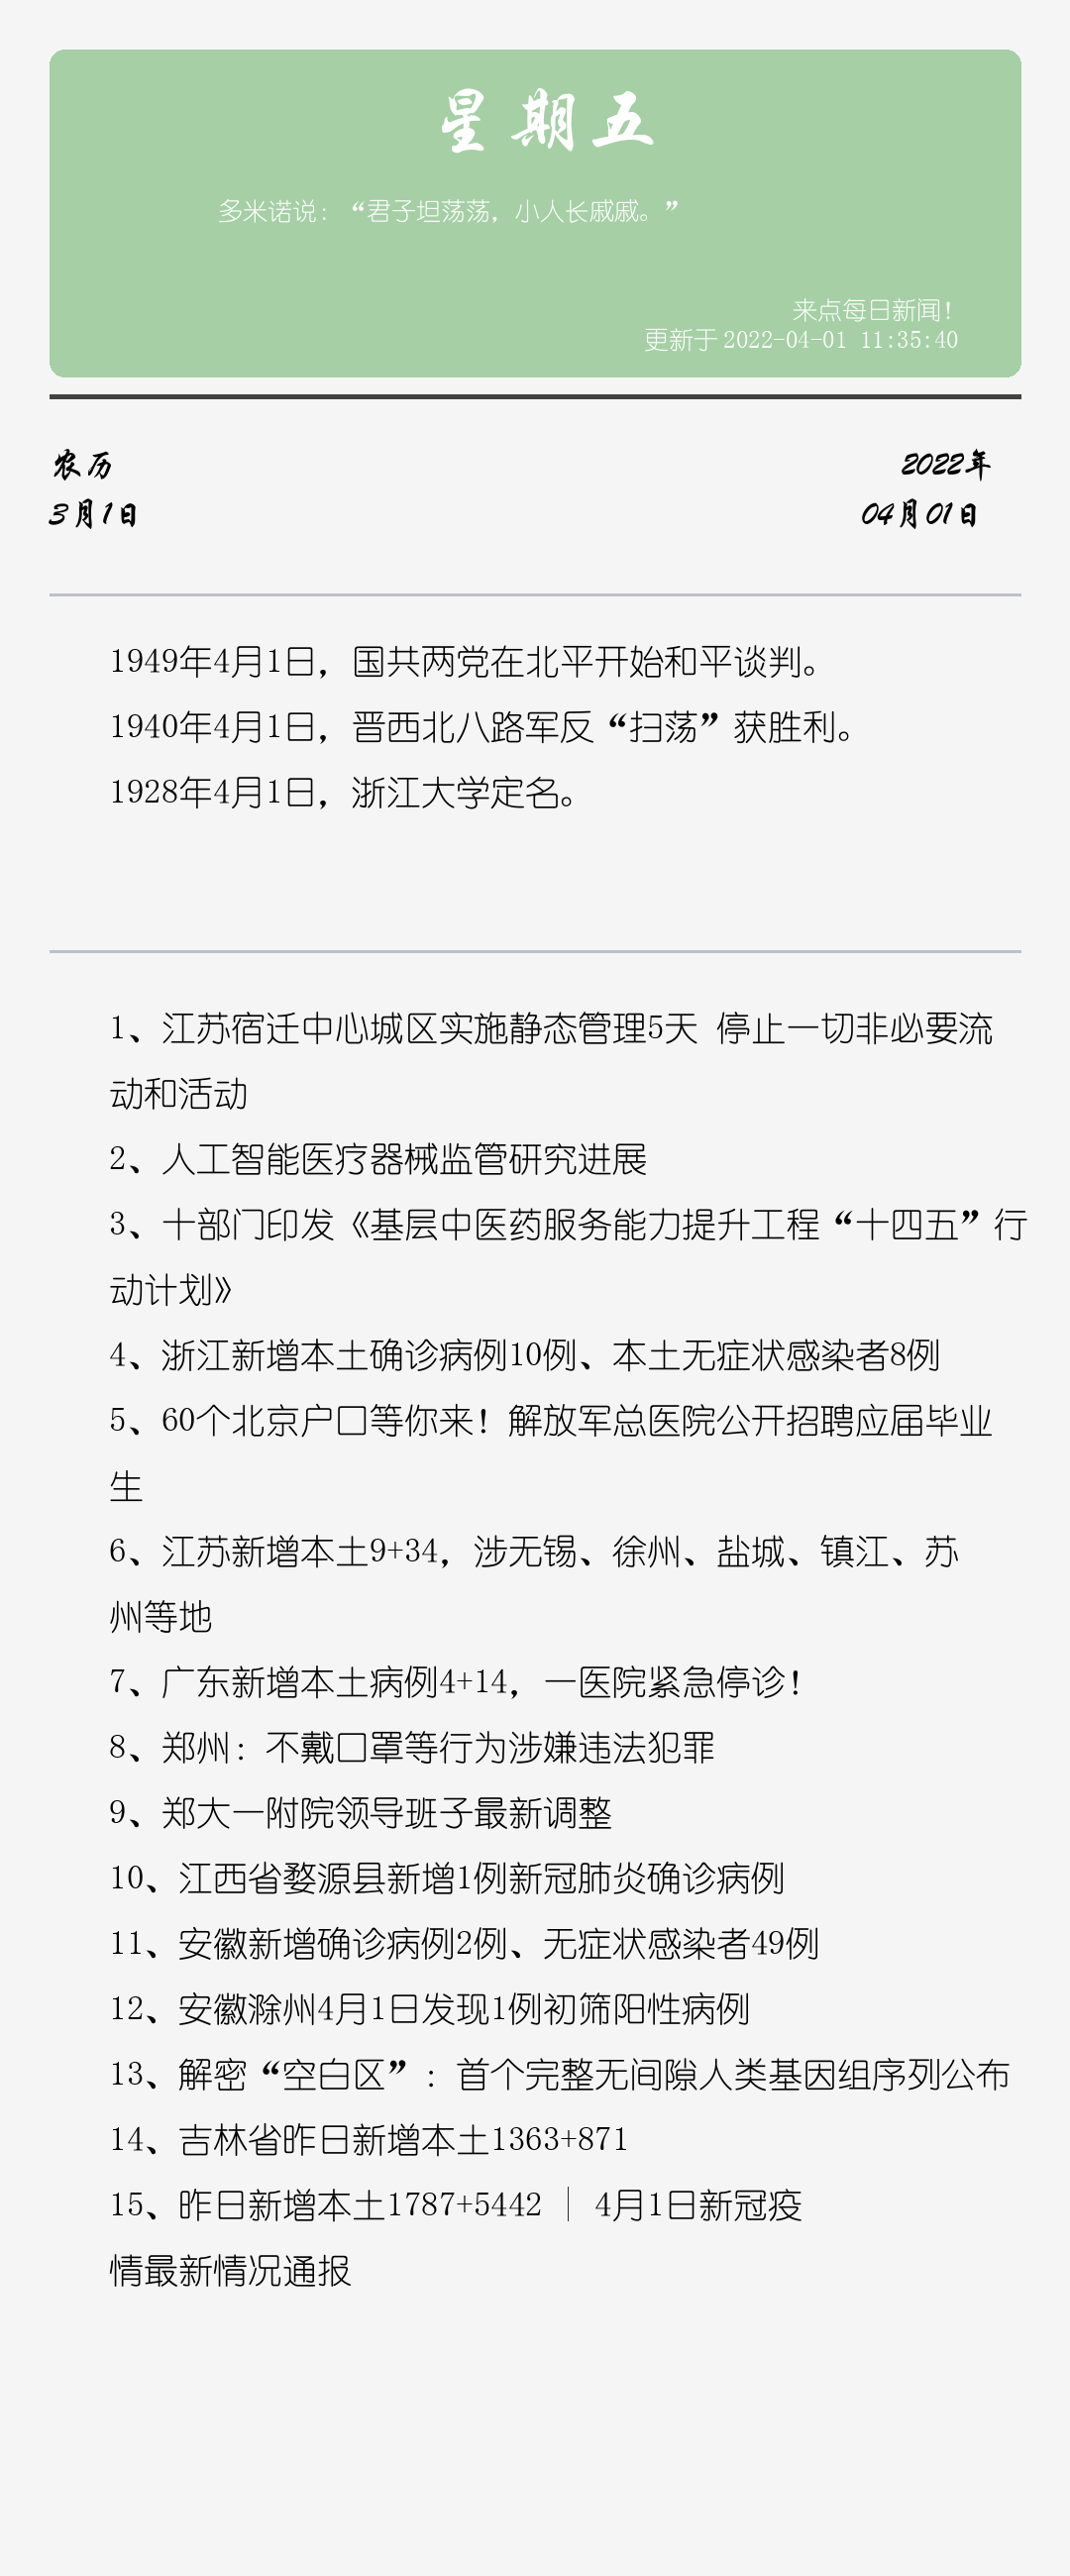 星期五
多米诺说：“君子坦荡荡，小人长戚戚。”
来点每日新闻！
更新于 2022-04-01 11:35:40
农历
2022年
3月1日
04月01日
1949年4月1日，国共两党在北平开始和平谈判。
1940年4月1日，晋西北八路军反“扫荡”获胜利。
1928年4月1日，浙江大学定名。
1、江苏宿迁中心城区实施静态管理5天 停止一切非必要流
动和活动
2、人工智能医疗器械监管研究进展
3、十部门印发《基层中医药服务能力提升工程“十四五”行
动计划》
4、浙江新增本土确诊病例10例、本土无症状感染者8例
5、60个北京户口等你来！解放军总医院公开招聘应届毕业
生
6、江苏新增本土9+34，涉无锡、徐州、盐城、镇江、苏
州等地
7、广东新增本土病例4+14，一医院紧急停诊！
8、郑州：不戴口罩等行为涉嫌违法犯罪
9、郑大一附院领导班子最新调整
10、江西省婺源县新增1例新冠肺炎确诊病例
11、安徽新增确诊病例2例、无症状感染者49例
12、安徽滁州4月1日发现1例初筛阳性病例
13、解密“空白区”：首个完整无间隙人类基因组序列公布
14、吉林省昨日新增本土1363+871
15、昨日新增本土1787+5442 | 4月1日新冠疫
情最新情况通报